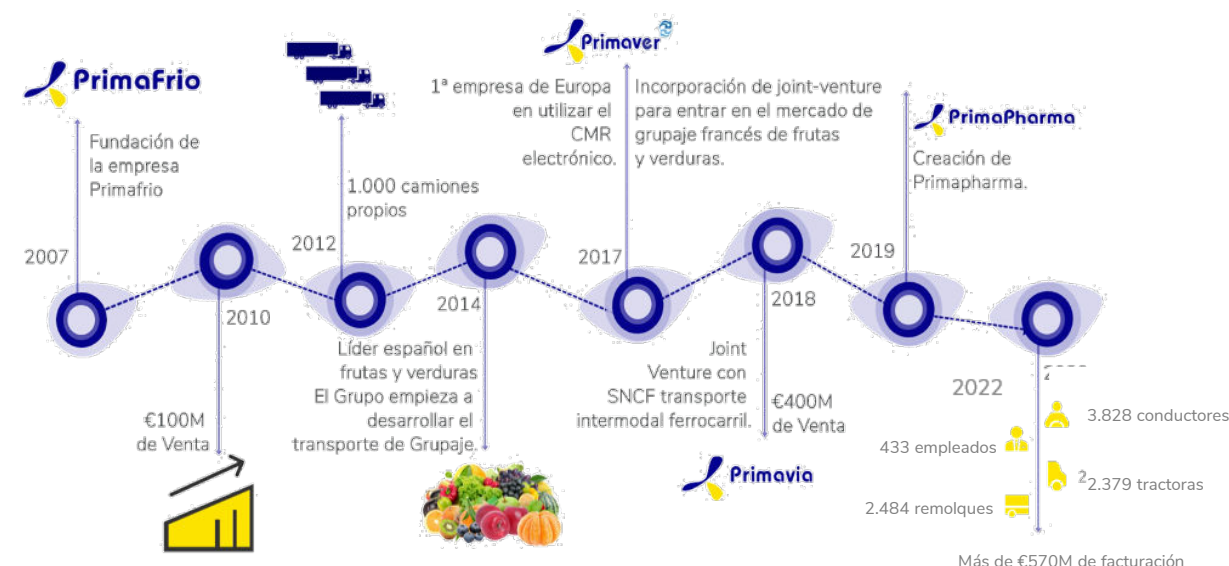 PrimaFrio
Fundación de
la empresa
Primafrio
2007
2010
€100M
de Venta
1.000 camiones
propios
2012
2014
Líder español en
frutas y verduras
El Grupo empieza a
desarrollar el
transporte de Grupaje.
Primaver
1ª empresa de Europa
en utilizar el
CMR
electrónico.
Incorporación de joint-venture
para entrar en el mercado de
grupaje francés de frutas
y verduras.
2017
2018
Joint
Venture con
SNCF transporte
intermodal ferrocarril.
€400M
de Venta
Primavia
PrimaPharma
Creación de
Primapharma.
2019
2022
3.828 conductores
433 empleados
2.379 tractoras
2.484 remolques
Más de €570M de facturación